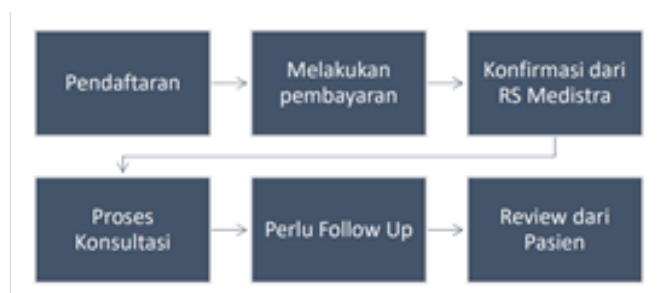 Pendaftaran
Melakukan
pembayaran
Konfirmasi dari
RS Medistra
Proses
Konsultasi
Perlu Follow Up
Review dari
Pasien